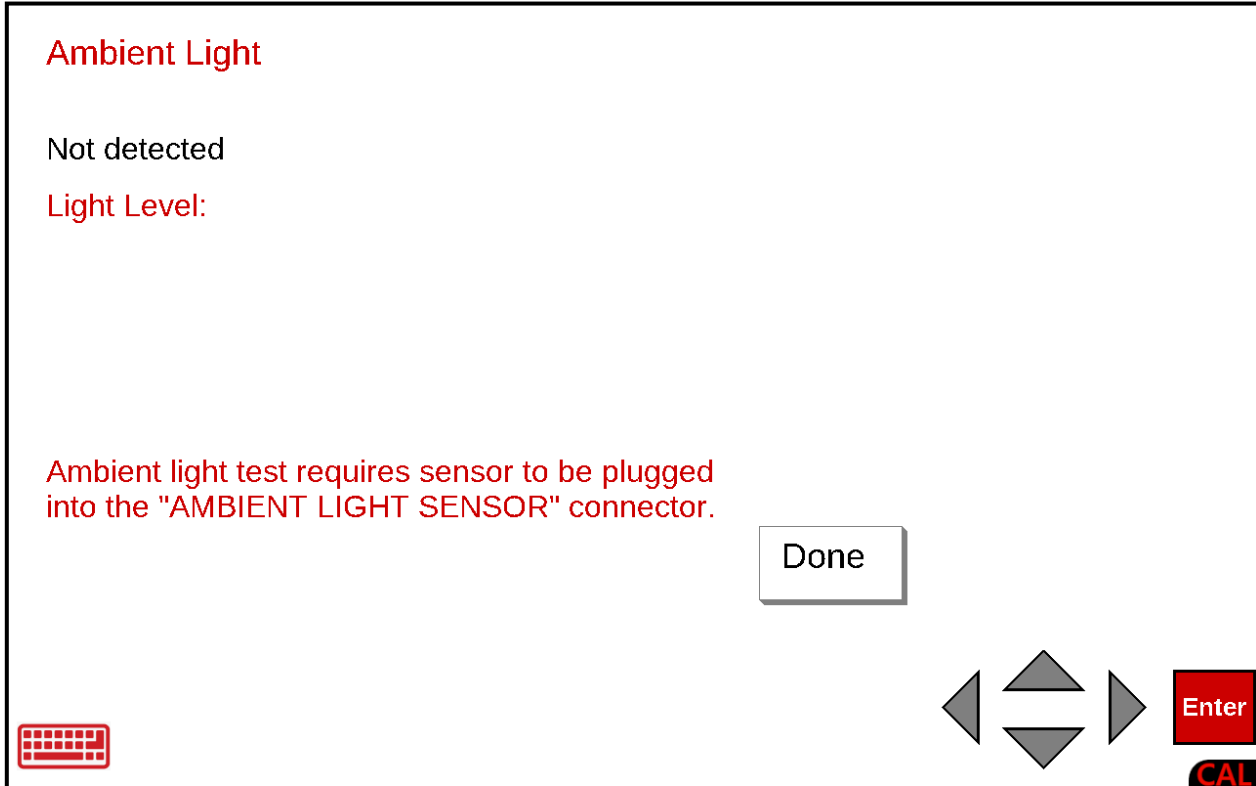 Ambient Light
Not detected
Light Level:
Ambient light test requires sensor to be plugged
into the "AMBIENT LIGHT SENSOR" connector.
Done
Enter
CAL